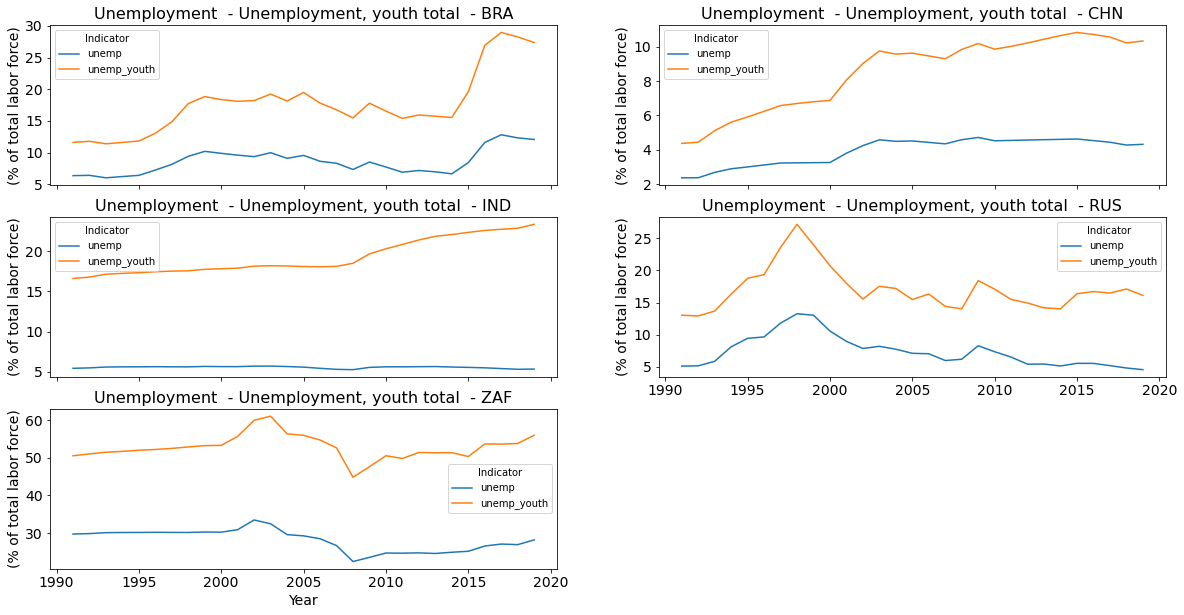 Unemployment  - Unemployment, youth total  - BRA
(% of total labor force)
30
25
20
15
10
5
Indicator
unemp
unemp_youth
Unemployment  - Unemployment, youth total  - CHN
(% of total labor force)
10
8
6
4
2
Indicator
unemp
unemp_youth
Unemployment  - Unemployment, youth total  - IND
(% of total labor force)
20
15
10
5
Indicator
unemp
unemp_youth
Unemployment  - Unemployment, youth total  - RUS
(% of total labor force)
25
20
15
10
5
Indicator
unemp
unemp_youth
1990 1995 2000 2005 2010 2015 2020
Unemployment  - Unemployment, youth total  - ZAF
(% of total labor force)
60
50
40
30
Indicator
unemp
unemp_youth
1990 1995 2000 2005 2010 2015 2020
Year